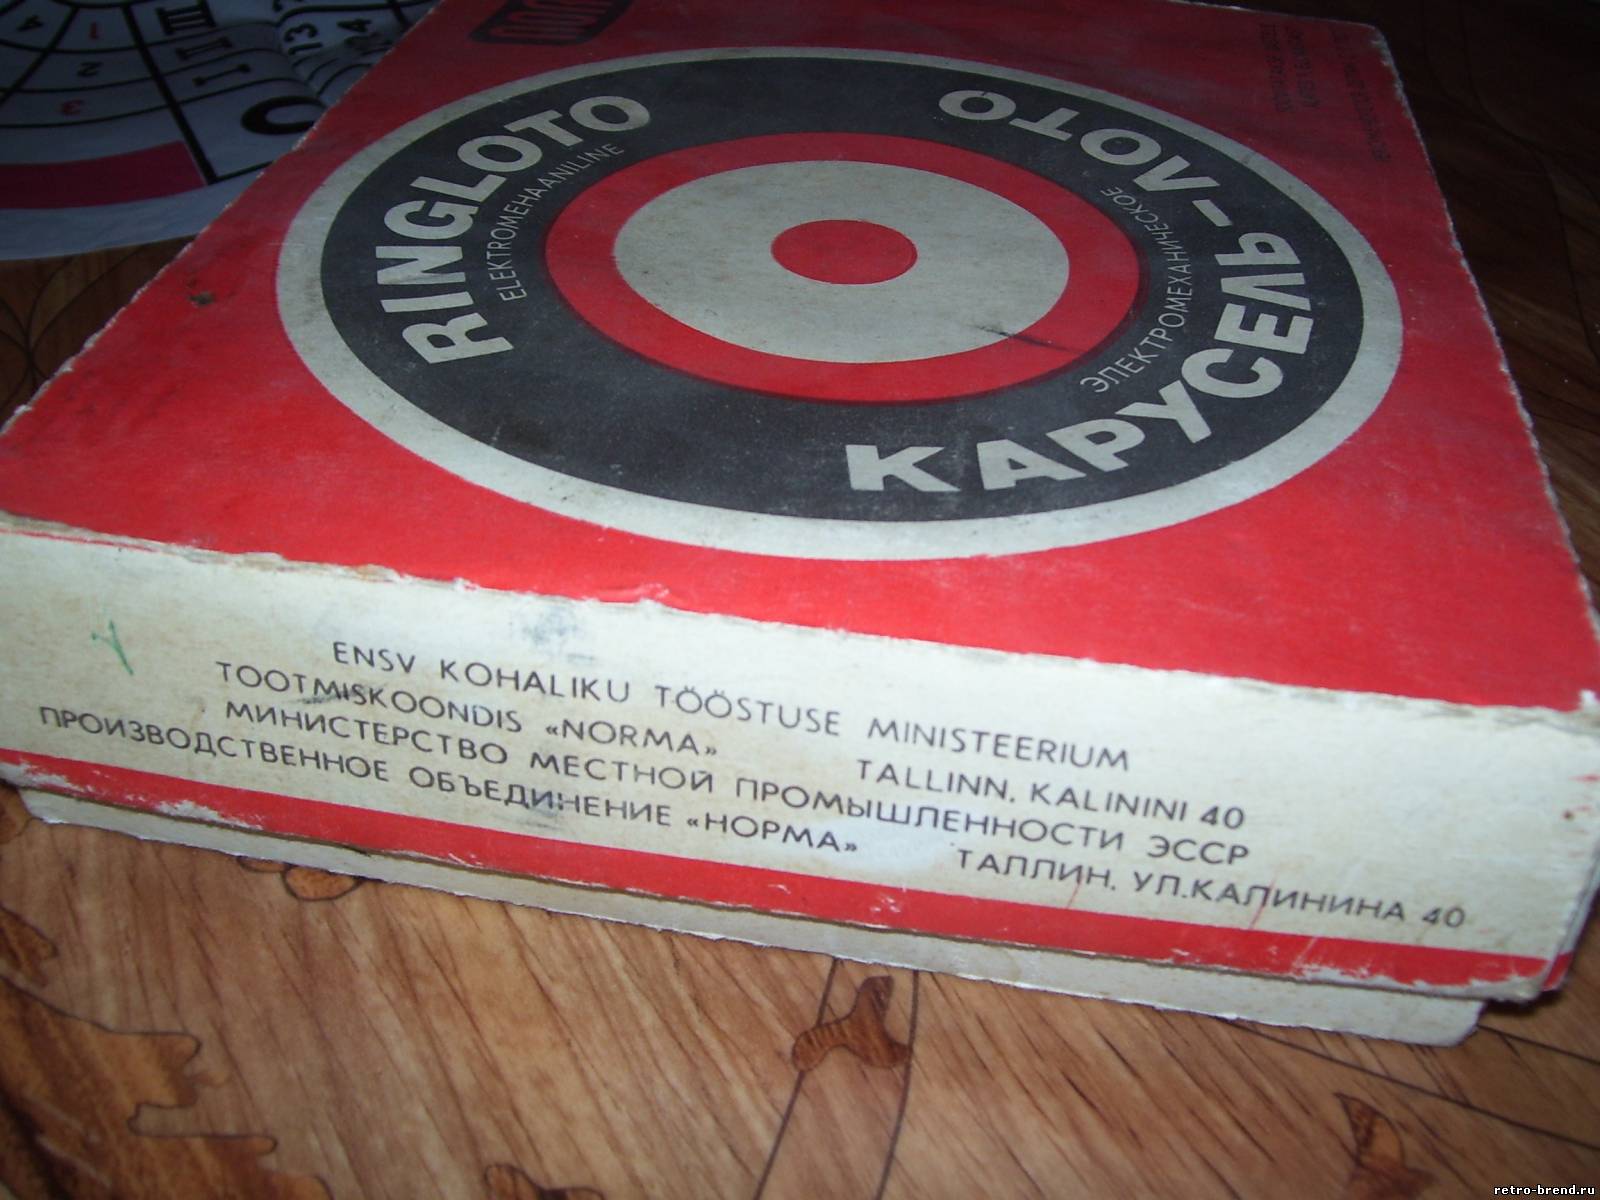 RINGLOTO
ELEKTROMEHAANILINE
КАРУСЕЛЬ-ЛОТО
ЭЛЕКТРОМЕХАНИЧЕСКОЕ
ENSV KOHALIKU TÖÖSTUSE MINISTEERIUM
TOOTMISKOONDIS «NORMA» TALLINN. KALININI 40
МИНИСТЕРСТВО МЕСТНОЙ ПРОМЫШЛЕННОСТИ ЭССР
ПРОИЗВОДСТВЕННОЕ ОБЪЕДИНЕНИЕ «НОРМА» ТАЛЛИН. УЛ.КАЛИНИНА 40
retro-brend.ru